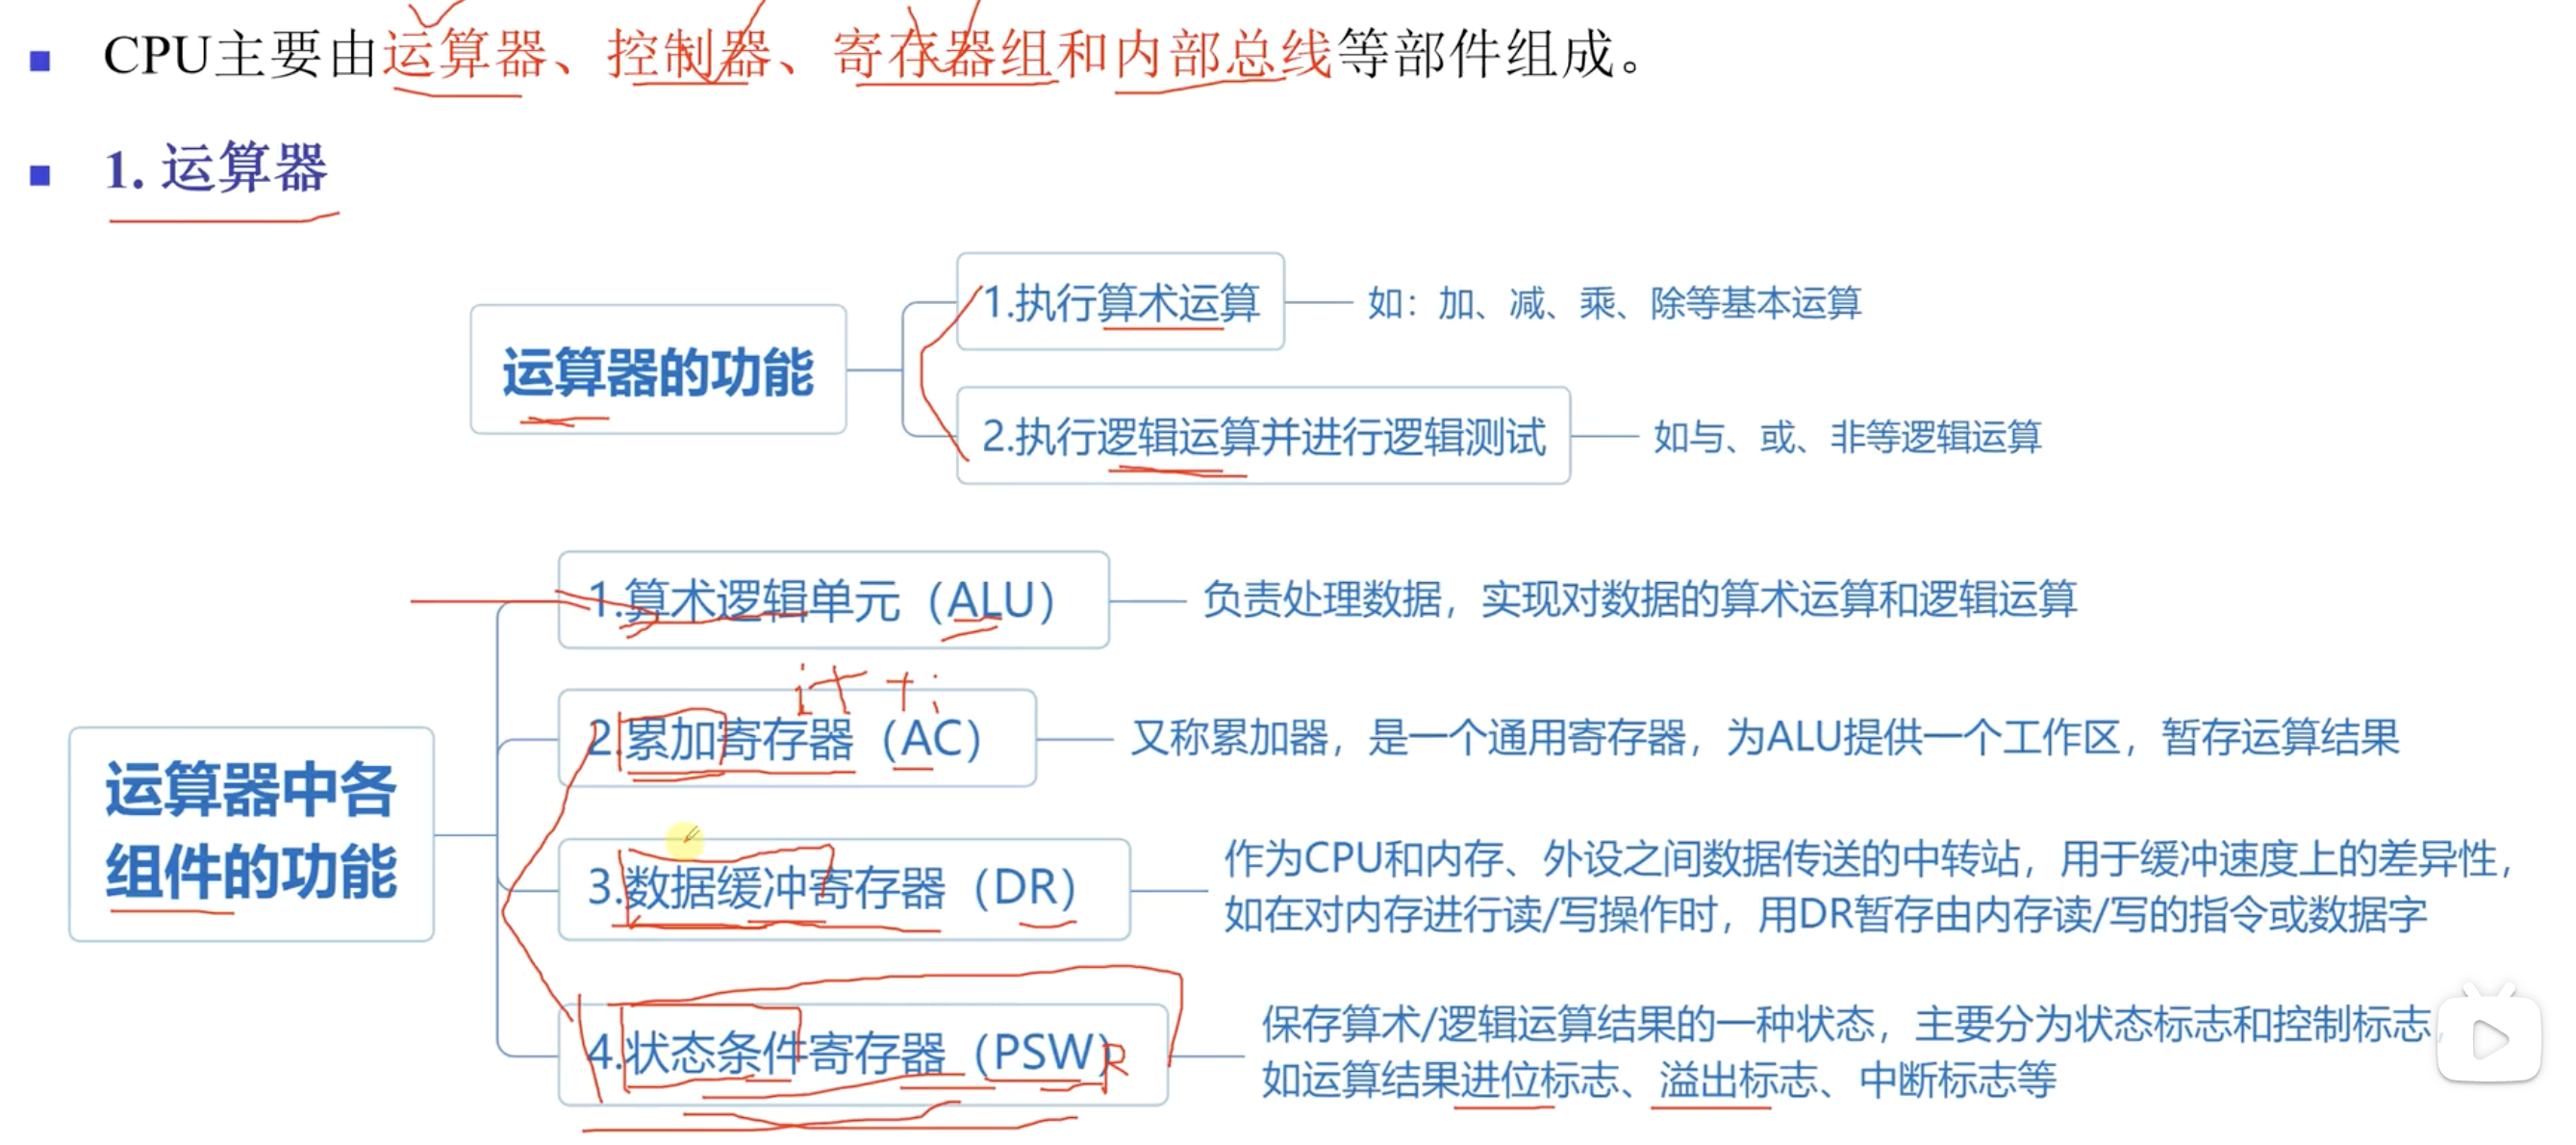 CPU主要由运算器、控制器、寄存器组和内部总线等部件组成。
1. 运算器
运算器的功能
1.执行算术运算
如：加、减、乘、除等基本运算
2.执行逻辑运算并进行逻辑测试
如与、或、非等逻辑运算
运算器中各
组件的功能
1.算术逻辑单元（ALU）
负责处理数据，实现对数据的算术运算和逻辑运算
2.累加寄存器（AC）
又称累加器，是一个通用寄存器，为ALU提供一个工作区，暂存运算结果
3.数据缓冲寄存器（DR）
作为CPU和内存、外设之间数据传送的中转站，用于缓冲速度上的差异性，
如在对内存进行读/写操作时，用DR暂存由内存读/写的指令或数据字
4.状态条件寄存器（PSW）
R
保存算术/逻辑运算结果的一种状态，主要分为状态标志和控制标志，
如运算结果进位标志、溢出标志、中断标志等